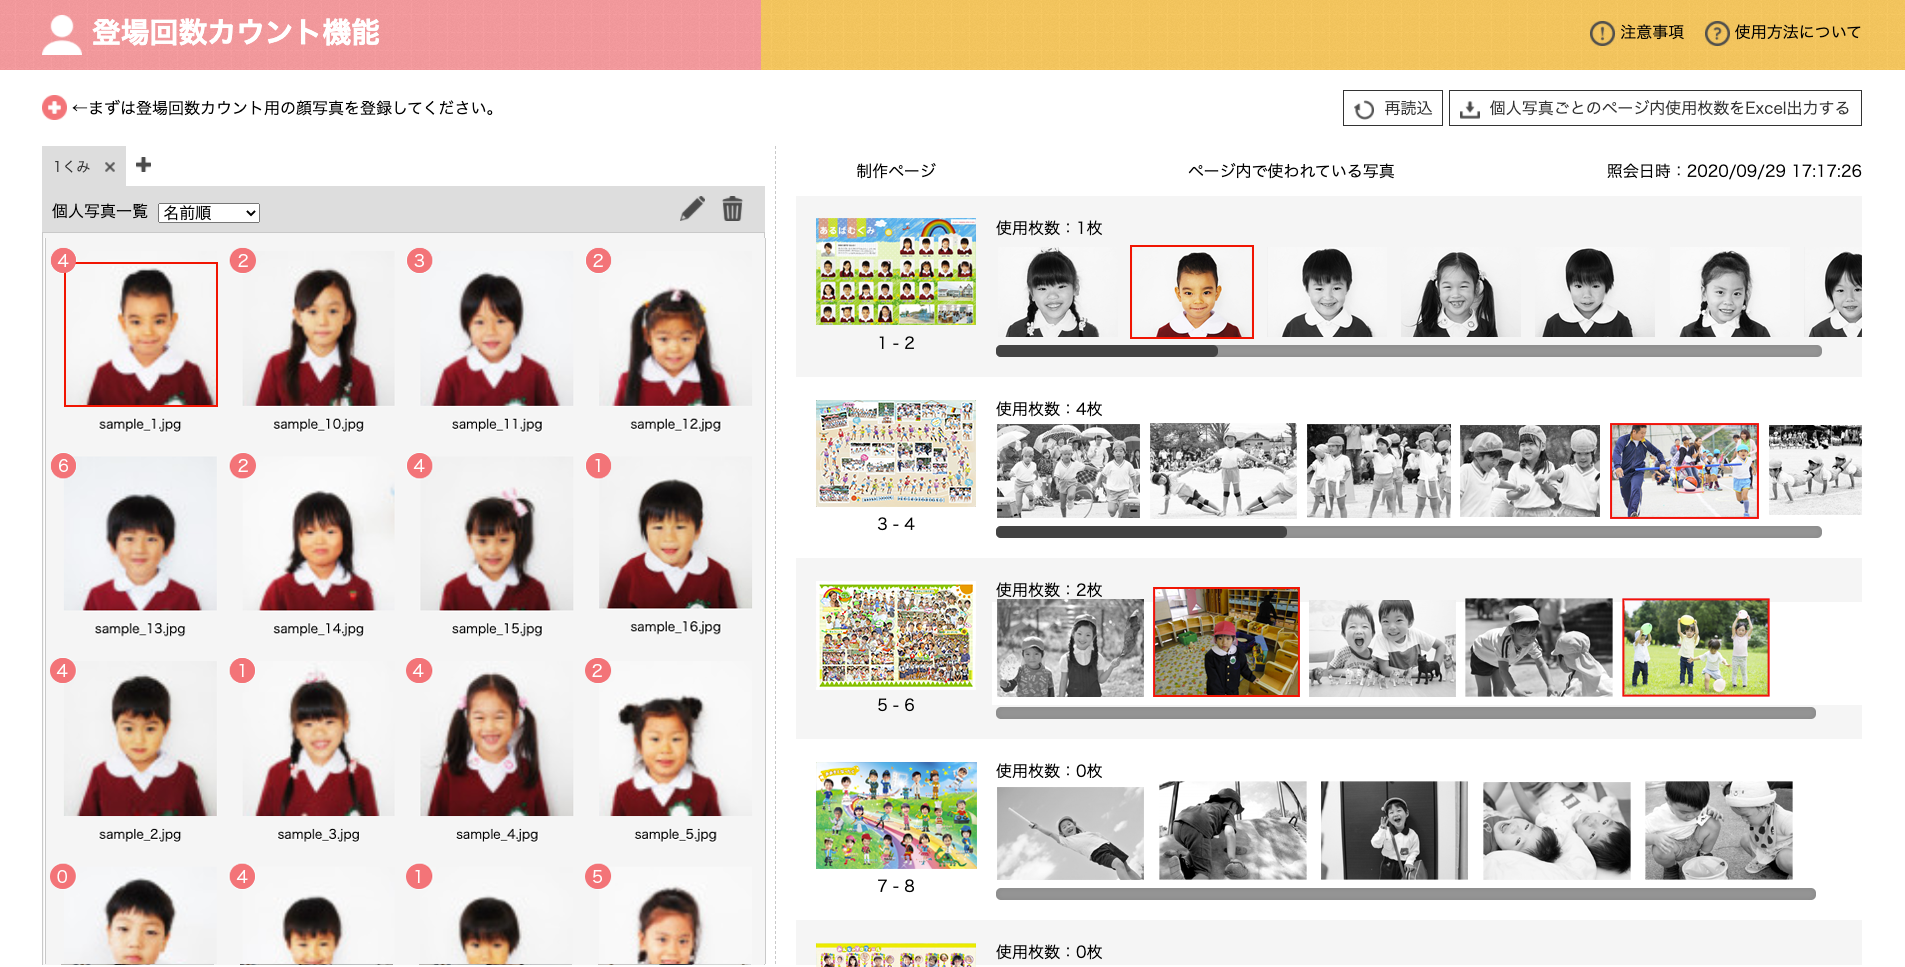 登場回数カウント機能
注意事項
使用方法について
←まずは登場回数カウント用の顔写真を登録してください。
再読込
個人写真ごとのページ内使用枚数をExcel出力する
1くみ
個人写真一覧
名前順
4
2
3
2
sample_1.jpg
sample_10.jpg
sample_11.jpg
sample_12.jpg
6
2
4
1
sample_13.jpg
sample_14.jpg
sample_15.jpg
sample_16.jpg
4
1
4
2
sample_2.jpg
sample_3.jpg
sample_4.jpg
sample_5.jpg
0
4
1
5
制作ページ
ページ内で使われている写真
照会日時：2020/09/29 17:17:26
あるばむぐみ
1 - 2
使用枚数：1枚
3 - 4
使用枚数：4枚
5 - 6
使用枚数：2枚
7 - 8
使用枚数：0枚
使用枚数：0枚